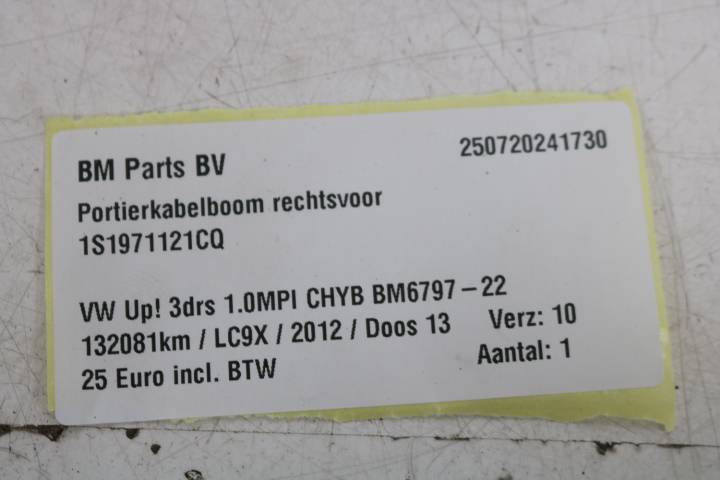 BM Parts BV 250720241730
Portierkabelboom rechtsvoor
1S1971121CQ
VW Up! 3drs 1.0MPI CHYB BM6797-22
132081km / LC9X / 2012 / Doos 13 Verz: 10
25 Euro incl. BTW Aantal: 1